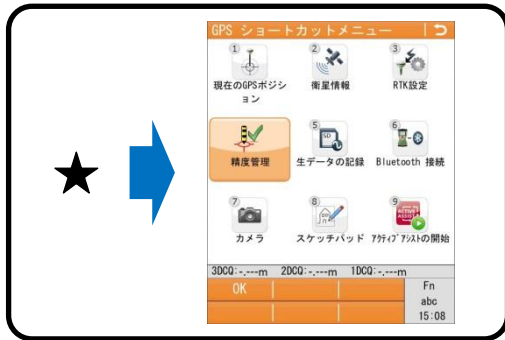 GPS ショートカットメニュー
1 2 3
現在のGPSポジシ
ョン
衛星情報
RTK設定
精度管理
5 6
生データの記録
Bluetooth 接続
7 8 9
カメラ
スケッチパッド
アクティブ アシストの開始
3DCQ:-.---m 2DCQ:-.---m 1DCQ:-.---m
OK
Fn
abc
15:08